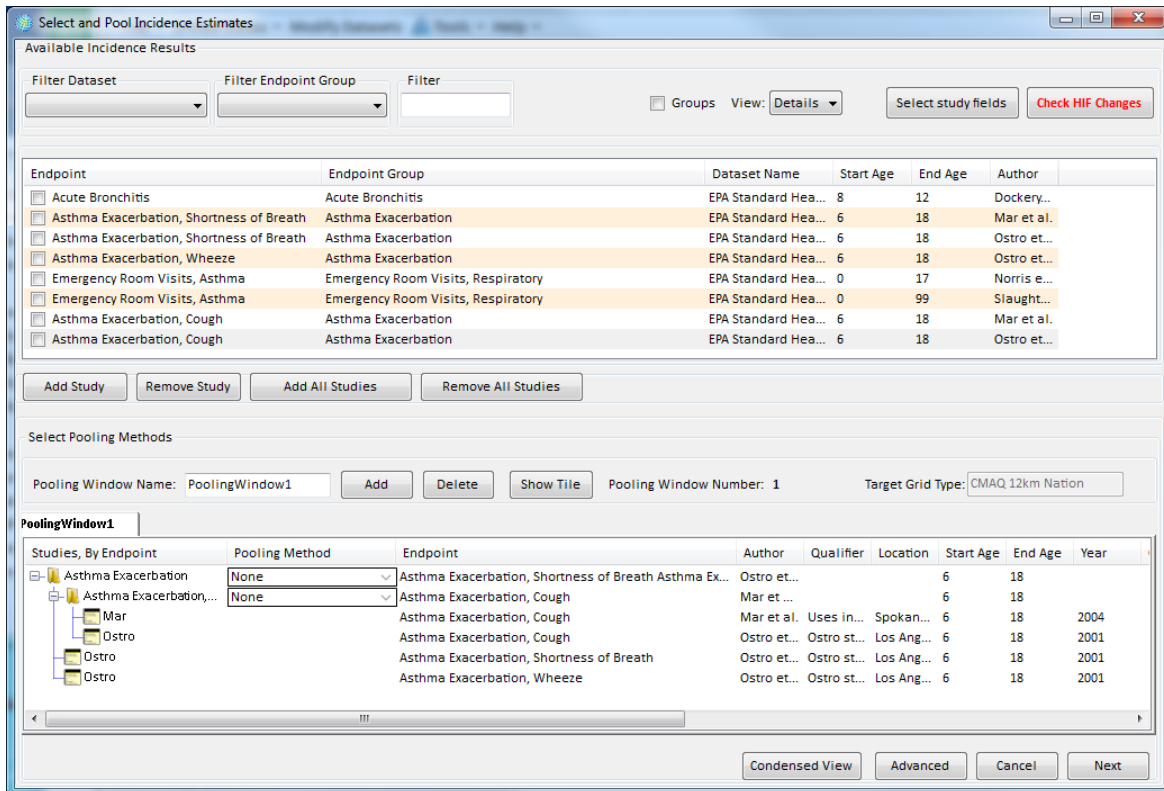 Select and Pool Incidence Estimates
Available Incidence Results
Filter Dataset Filter Endpoint Group Filter
Groups View: Details Select study fields Check HIF Changes
Endpoint Endpoint Group Dataset Name Start Age End Age Author
Acute Bronchitis Acute Bronchitis EPA Standard Hea... 8 12 Dockery...
Asthma Exacerbation, Shortness of Breath Asthma Exacerbation EPA Standard Hea... 6 18 Mar et al.
Asthma Exacerbation, Shortness of Breath Asthma Exacerbation EPA Standard Hea... 6 18 Ostro et...
Asthma Exacerbation, Wheeze Asthma Exacerbation EPA Standard Hea... 6 18 Ostro et...
Emergency Room Visits, Asthma Emergency Room Visits, Respiratory EPA Standard Hea... 0 17 Norris e...
Emergency Room Visits, Asthma Emergency Room Visits, Respiratory EPA Standard Hea... 0 99 Slaught...
Asthma Exacerbation, Cough Asthma Exacerbation EPA Standard Hea... 6 18 Mar et al.
Asthma Exacerbation, Cough Asthma Exacerbation EPA Standard Hea... 6 18 Ostro et...
Add Study Remove Study Add All Studies Remove All Studies
Select Pooling Methods
Pooling Window Name: PoolingWindow1 Add Delete Show Tile Pooling Window Number: 1 Target Grid Type: CMAQ 12km Nation
PoolingWindow1
Studies, By Endpoint Pooling Method Endpoint Author Qualifier Location Start Age End Age Year
Asthma Exacerbation None Asthma Exacerbation, Shortness of Breath Asthma Ex... Ostro et... 6 18
Asthma Exacerbation,... None Asthma Exacerbation, Cough Mar et ... 6 18
Mar Asthma Exacerbation, Cough Mar et al. Uses in... Spokan... 6 18 2004
Ostro Asthma Exacerbation, Cough Ostro et... Ostro st... Los Ang... 6 18 2001
Ostro Asthma Exacerbation, Shortness of Breath Ostro et... Ostro st... Los Ang... 6 18 2001
Ostro Asthma Exacerbation, Wheeze Ostro et... Ostro st... Los Ang... 6 18 2001
Condensed View Advanced Cancel Next